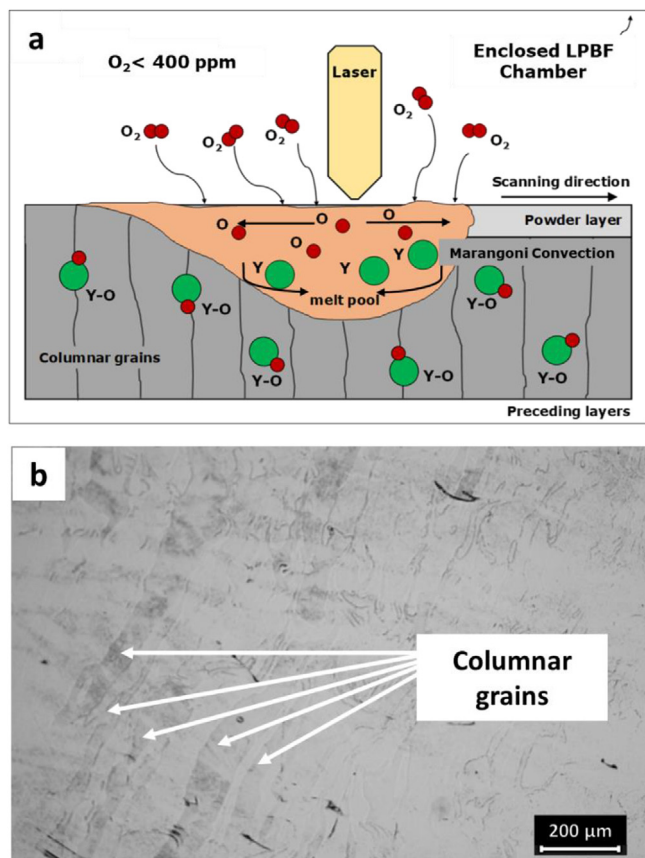 a
O₂< 400 ppm
Laser
Enclosed LPBF
Chamber
O₂
O₂
O₂
O₂
O₂
Scanning direction
O
O
O
Powder layer
O
Y
Y
Y
Marangoni Convection
melt pool
Y–O
Y–O
Y–O
Columnar grains
Y–O
Y–O
Y–O
Preceding layers
b
Columnar
grains
200 µm